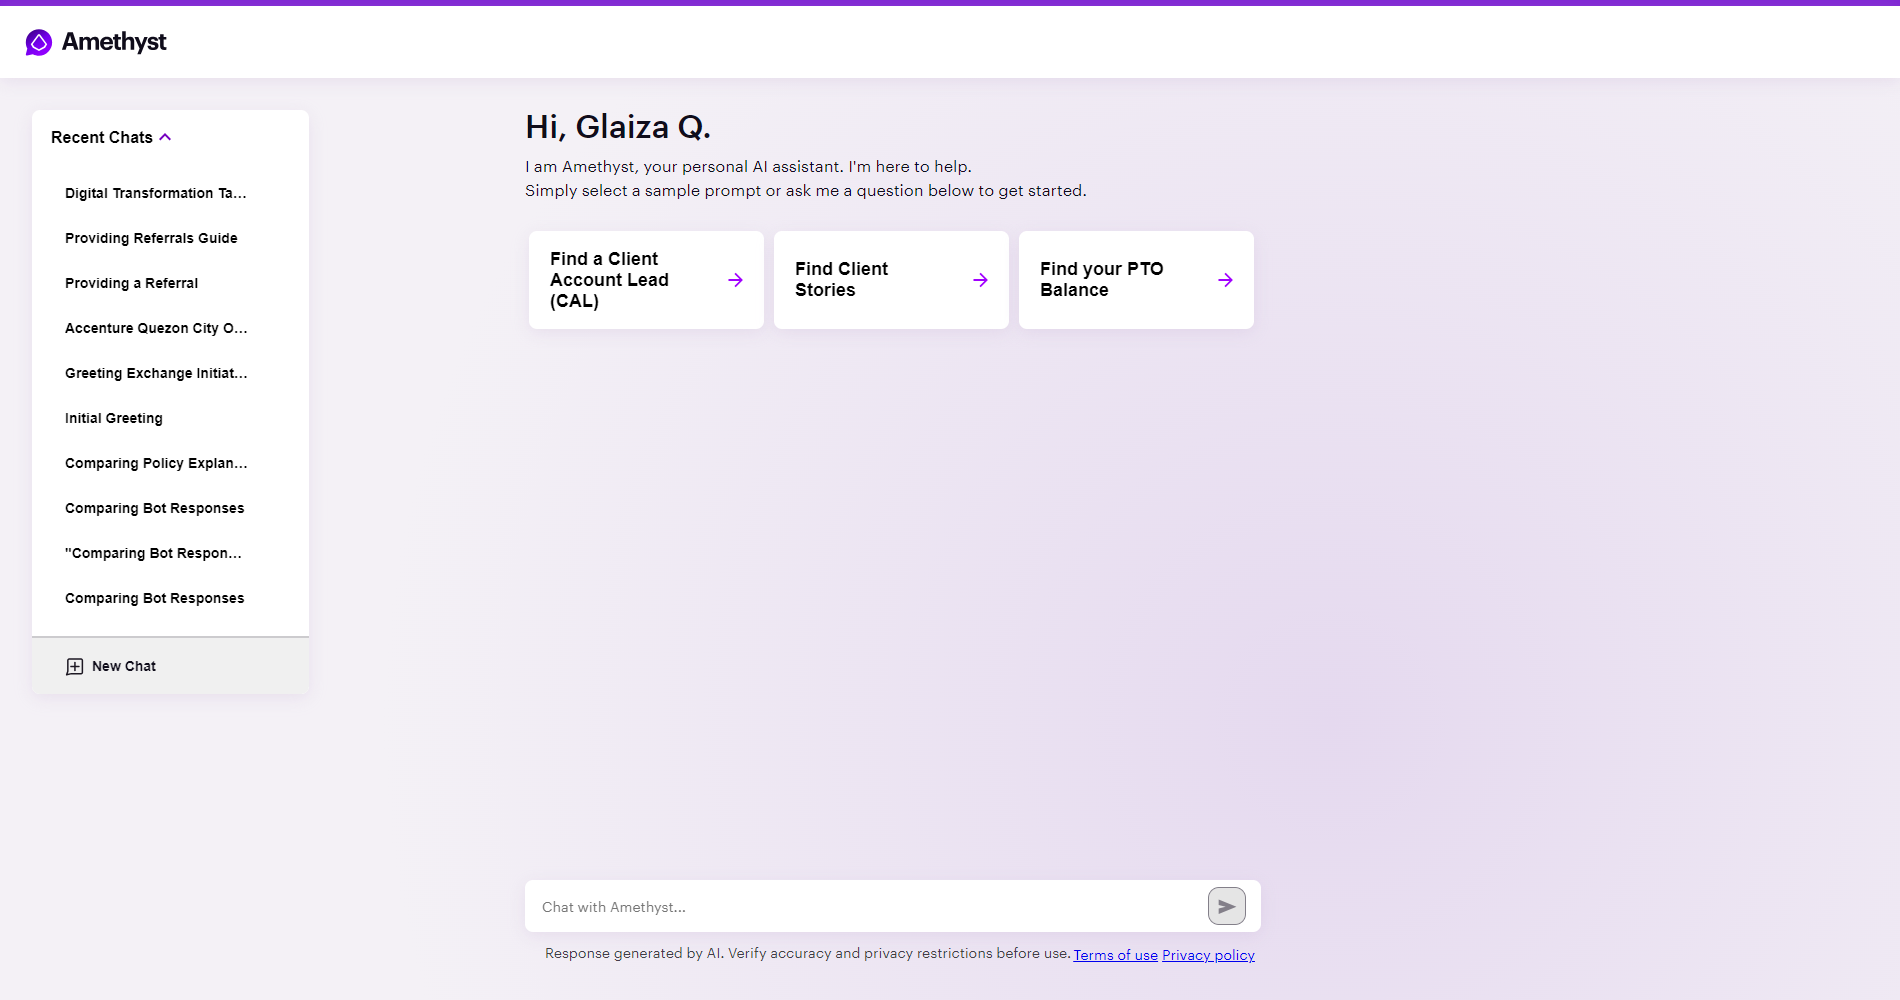 Amethyst
Recent Chats
Digital Transformation Ta...
Providing Referrals Guide
Providing a Referral
Accenture Quezon City O...
Greeting Exchange Initiat...
Initial Greeting
Comparing Policy Explan...
Comparing Bot Responses
"Comparing Bot Respon...
Comparing Bot Responses
New Chat
Hi, Glaiza Q.
I am Amethyst, your personal AI assistant. I'm here to help.
Simply select a sample prompt or ask me a question below to get started.
Find a Client
Account Lead
(CAL)
Find Client
Stories
Find your PTO
Balance
Chat with Amethyst...
Response generated by AI. Verify accuracy and privacy restrictions before use. Terms of use Privacy policy